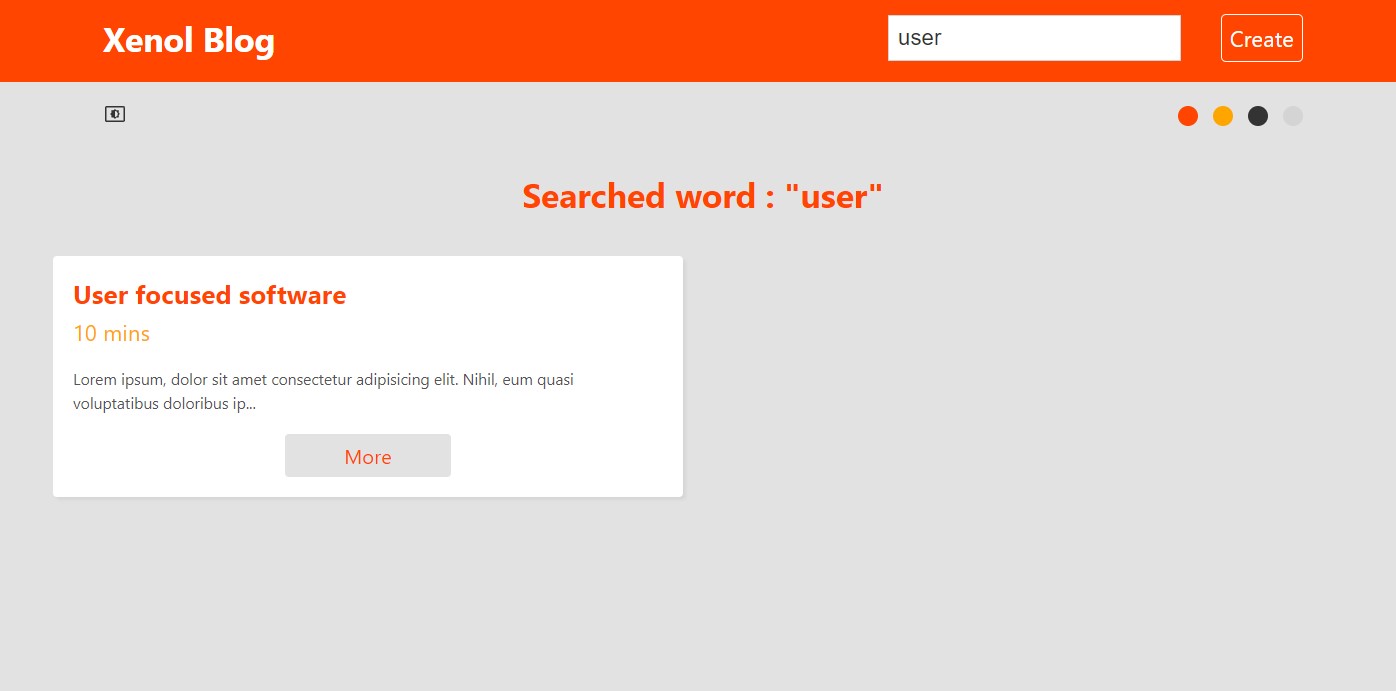 Xenol Blog
user
Create
Searched word : "user"
User focused software
10 mins
Lorem ipsum, dolor sit amet consectetur adipisicing elit. Nihil, eum quasi
voluptatibus doloribus ip...
More